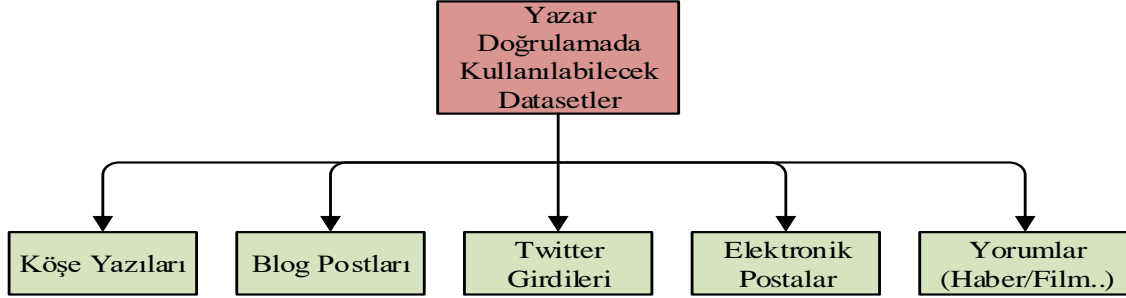 Yazar
Doğrulamada
Kullanılabilecek
Datasetler
Köşe Yazıları
Blog Postları
Twitter
Girdileri
Elektronik
Postalar
Yorumlar
(Haber/Film..)